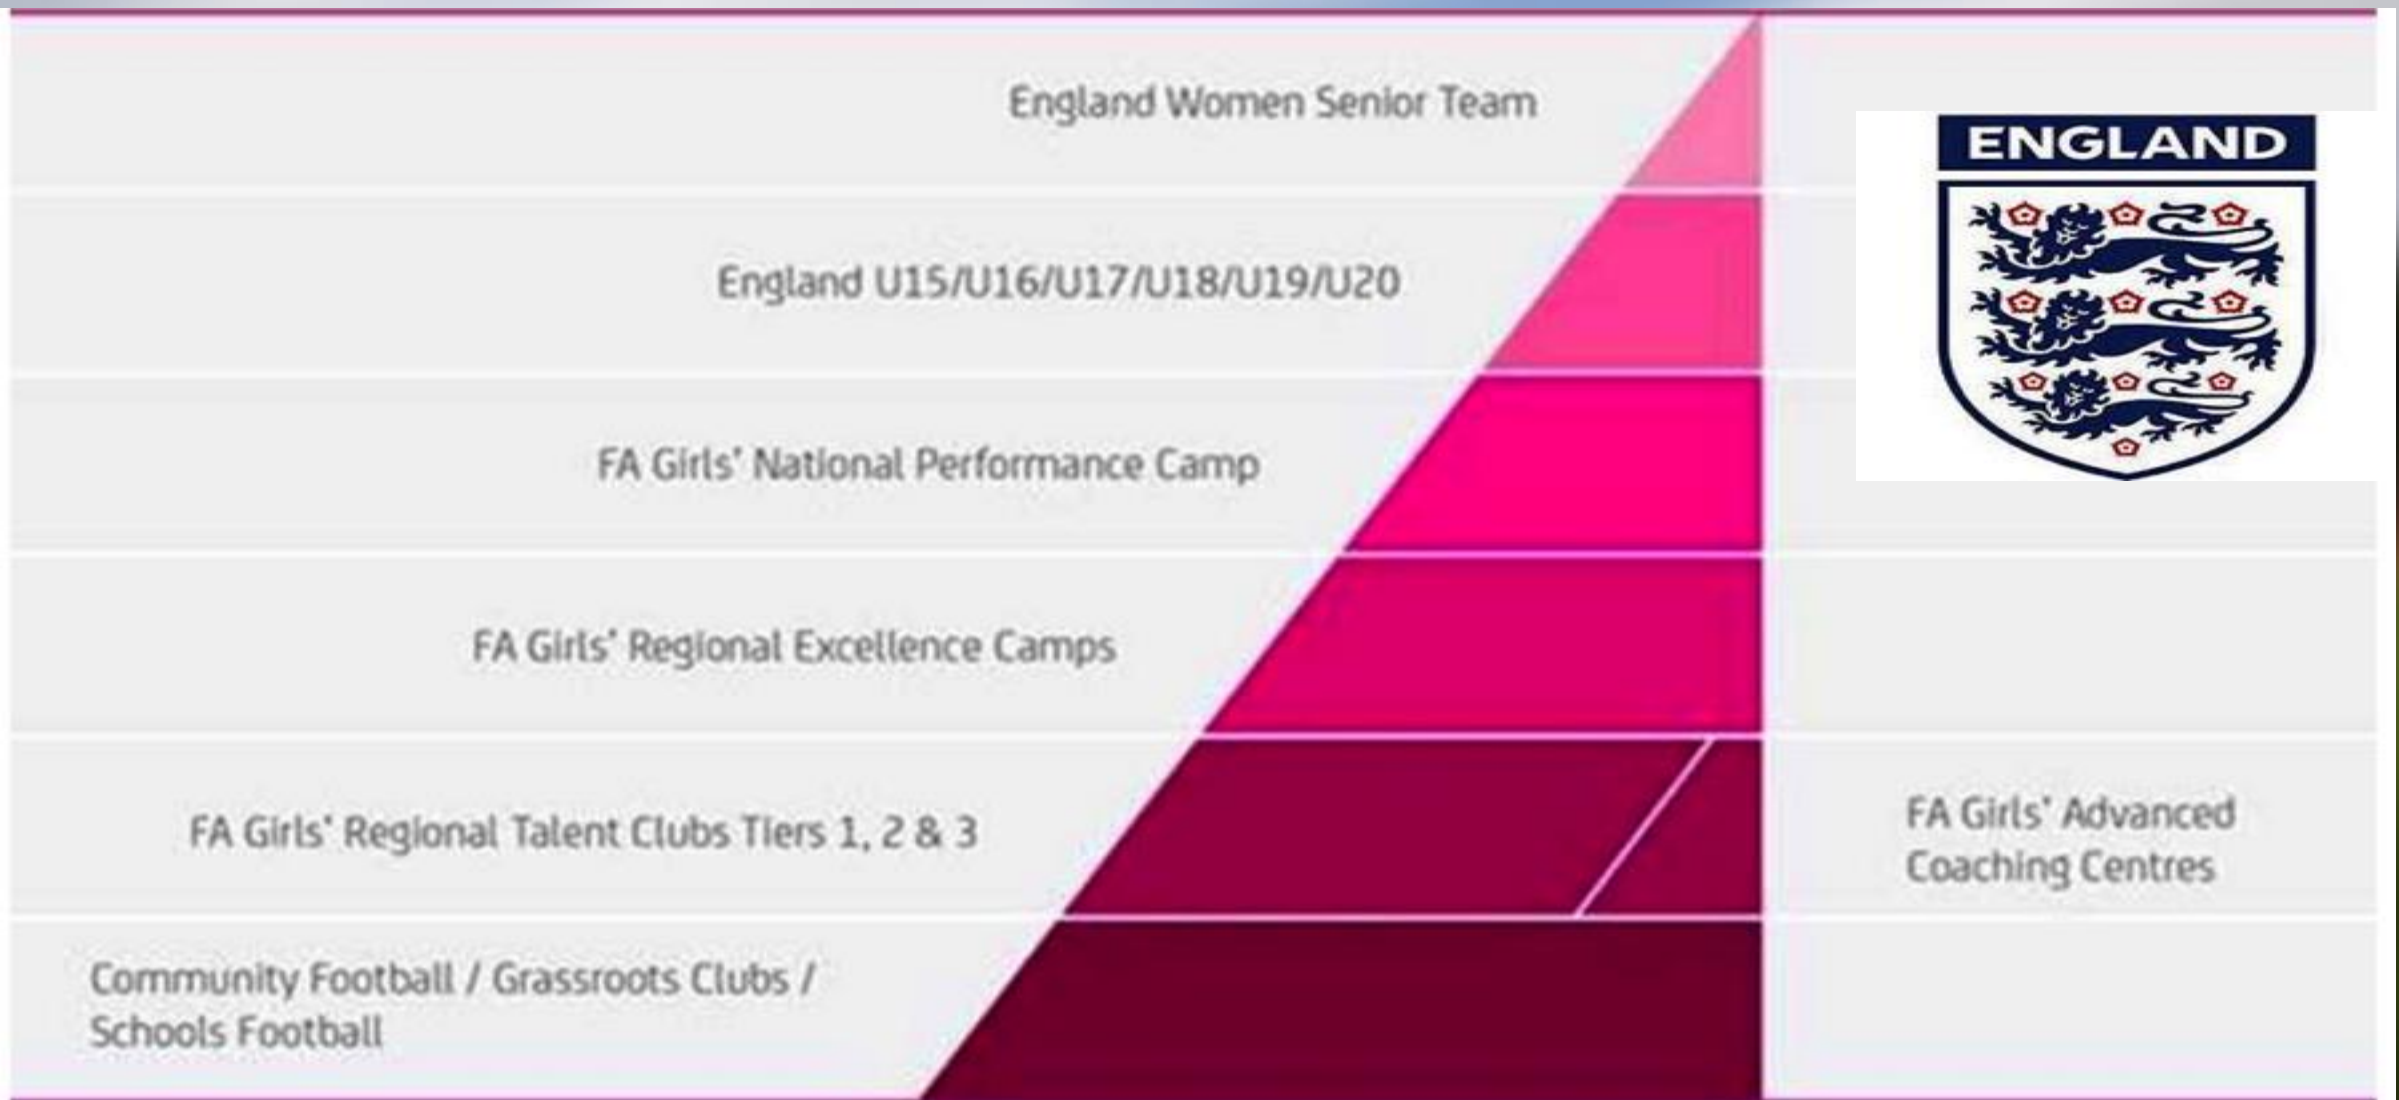 England Women Senior Team
ENGLAND
England U15/U16/U17/U18/U19/U20
FA Girls' National Performance Camp
FA Girls' Regional Excellence Camps
FA Girls' Regional Talent Clubs Tiers 1, 2 & 3
FA Girls' Advanced
Coaching Centres
Community Football / Grassroots Clubs /
Schools Football